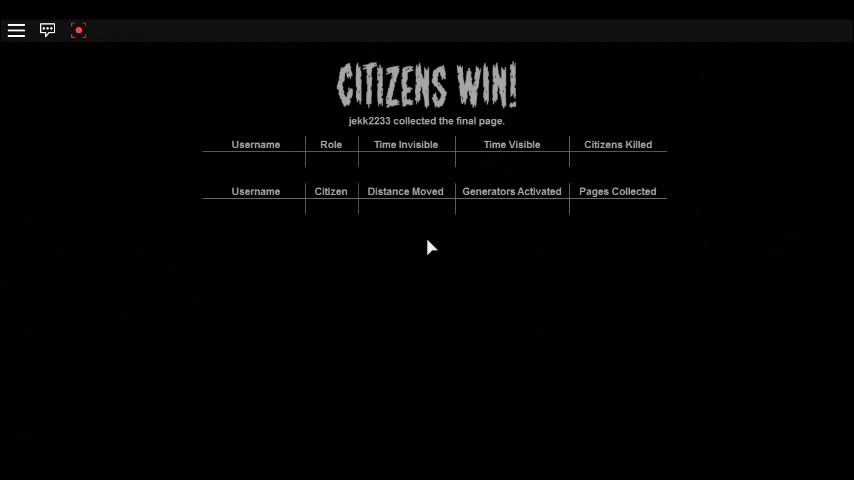 CITIZENS WIN!
jekk2233 collected the final page.
Username Role Time Invisible Time Visible Citizens Killed
Username Citizen Distance Moved Generators Activated Pages Collected